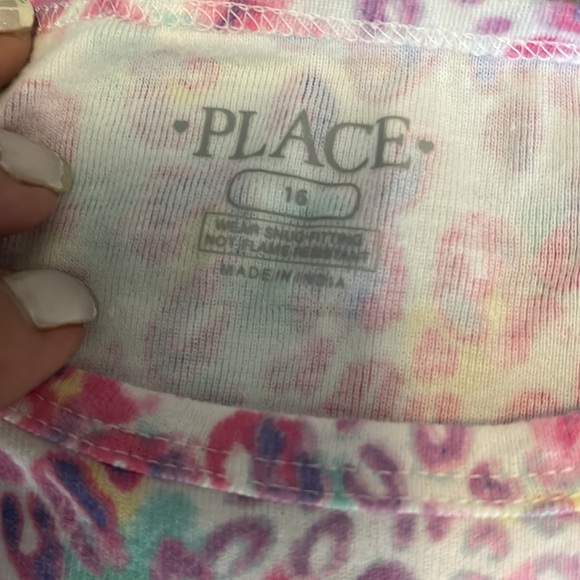 • PLACE •
16
WEAR SNUG-FITTING
NOT FLAME RESISTANT
MADE IN INDIA